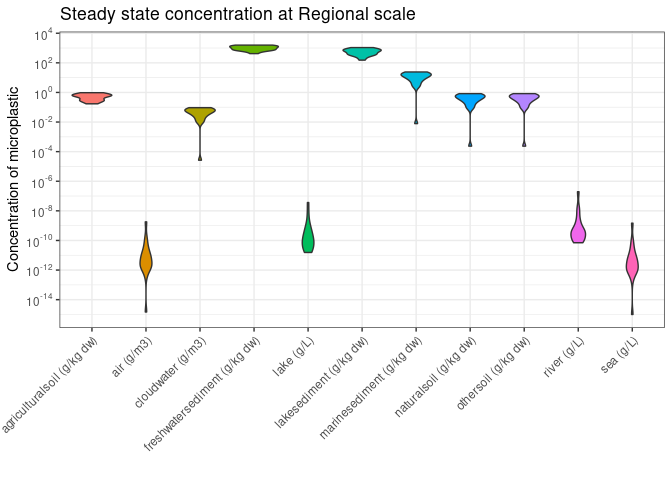 Steady state concentration at Regional scale
Concentration of microplastic
10^4
10^2
10^0
10^-2
10^-4
10^-6
10^-8
10^-10
10^-12
10^-14
agriculturalsoil (g/kg dw)
air (g/m3)
cloudwater (g/m3)
freshwatersediment (g/kg dw)
lake (g/L)
lakesediment (g/kg dw)
marinesediment (g/kg dw)
naturalsoil (g/kg dw)
othersoil (g/kg dw)
river (g/L)
sea (g/L)